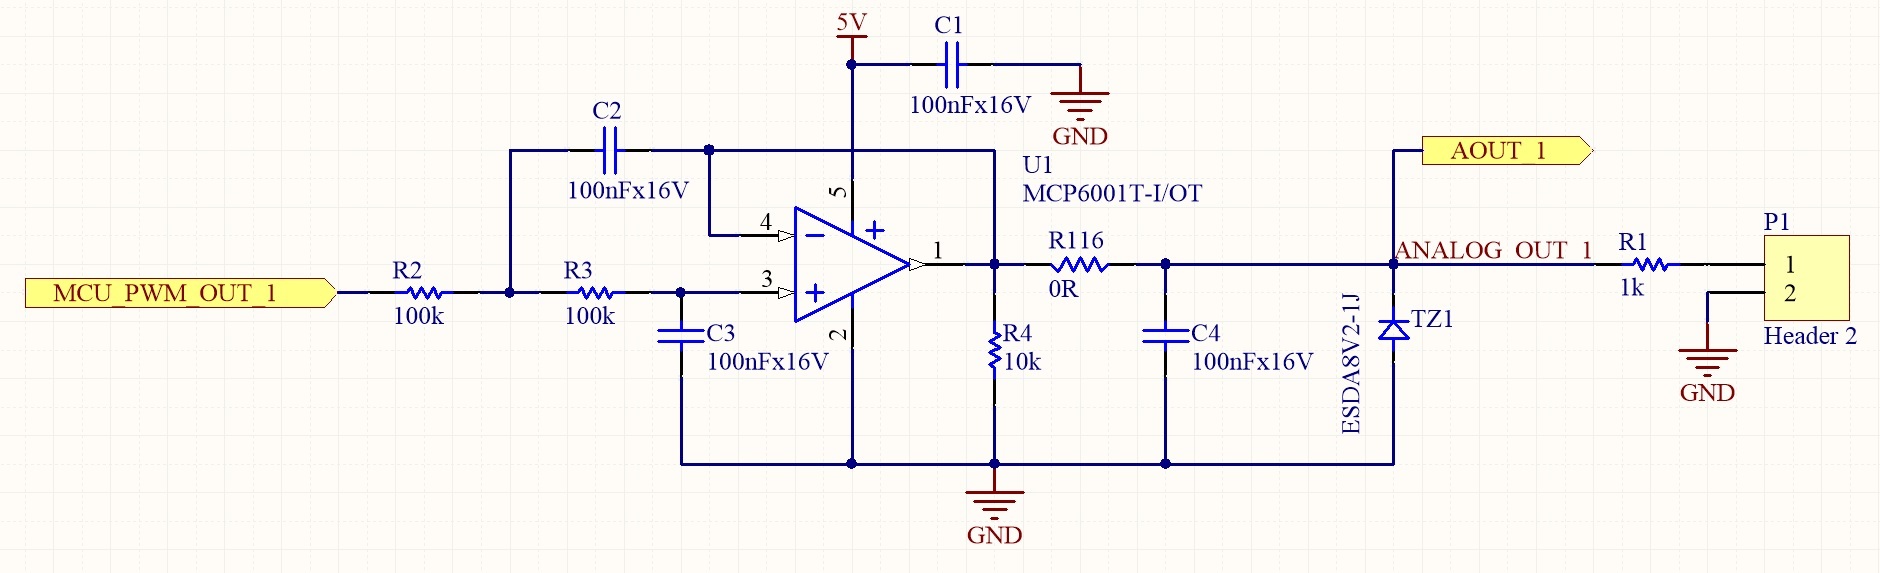 5V
C1
100nFx16V
GND
C2
100nFx16V
U1
MCP6001T-I/OT
AOUT_1
5
4
3
1
2
R116
0R
ANALOG_OUT_1
R1
1k
P1
1
2
Header 2
GND
MCU_PWM_OUT_1
R2
100k
R3
100k
C3
100nFx16V
R4
10k
C4
100nFx16V
ESDA8V2-1J
TZ1
GND